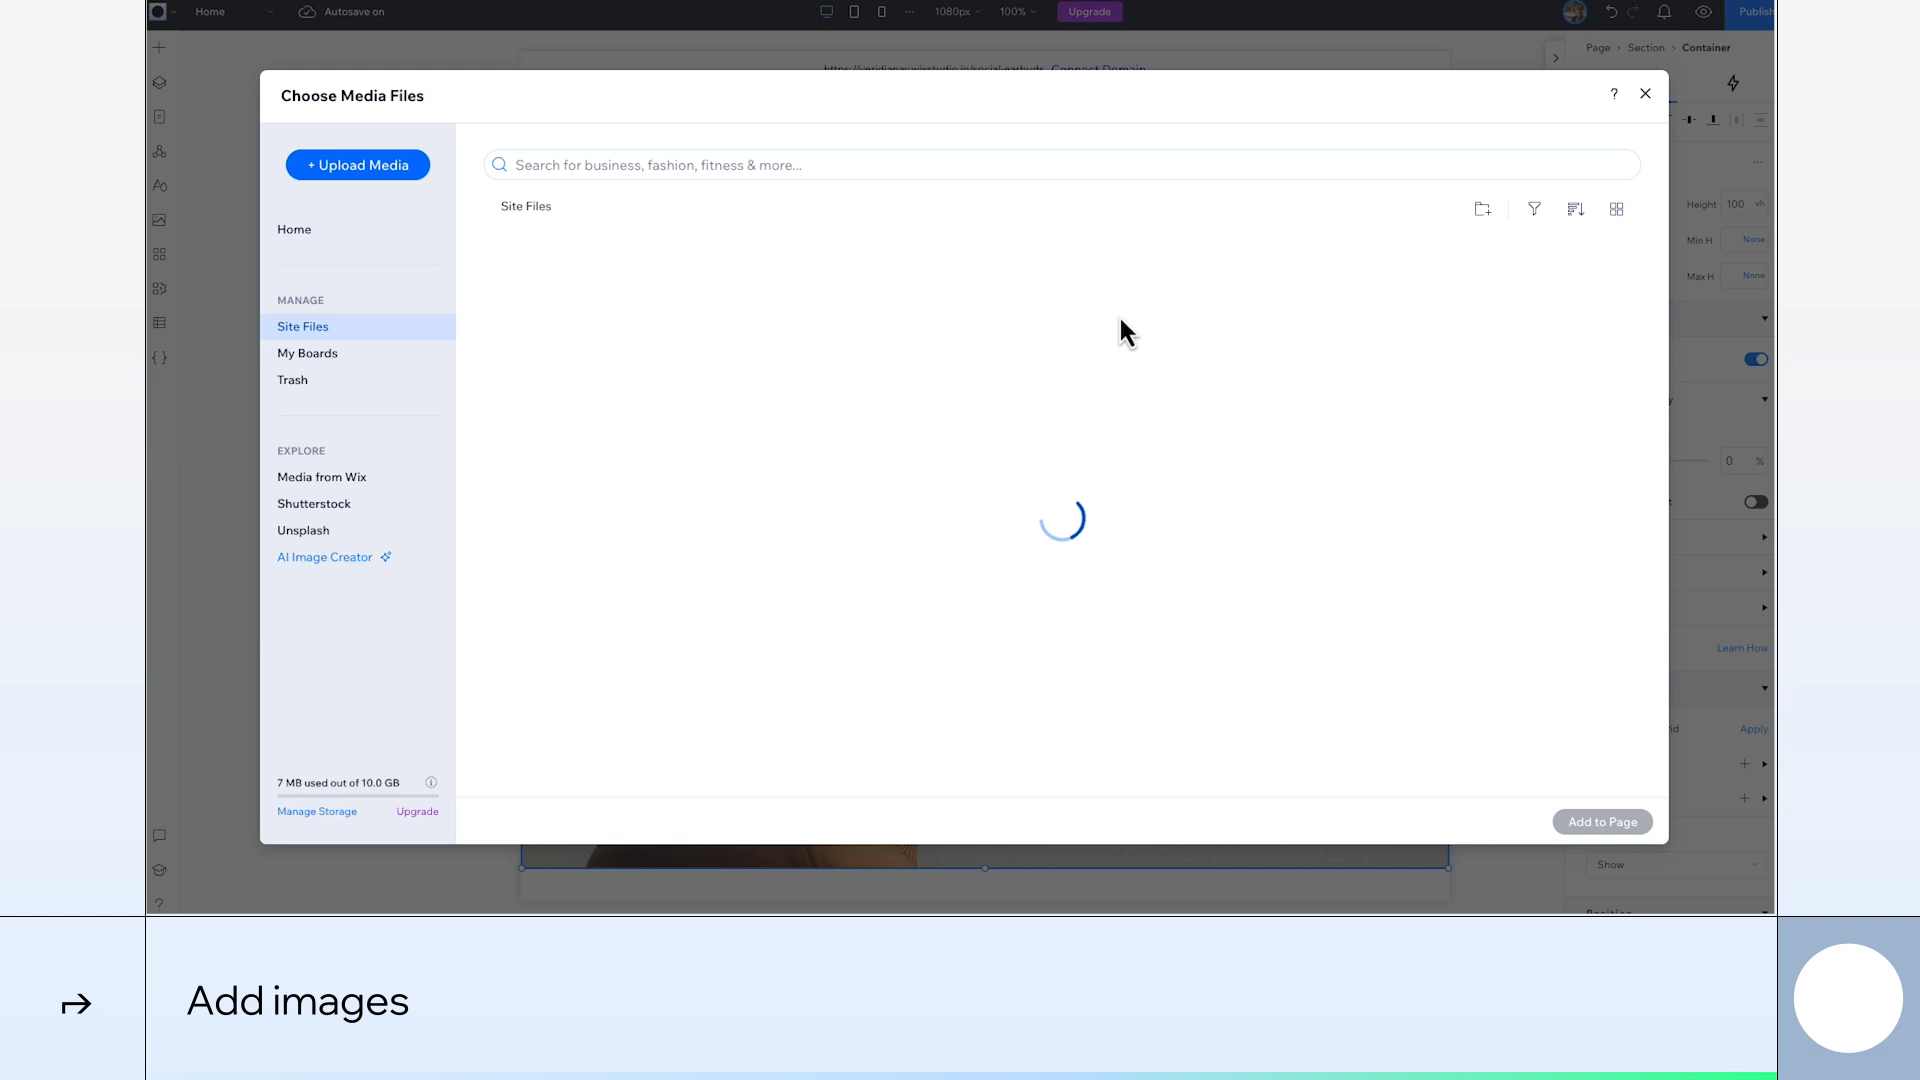 Home
Autosave on
1080px
100%
Upgrade
Publish
Page > Section > Container
Connect Domain
Choose Media Files
?
+ Upload Media
Search for business, fashion, fitness & more...
Site Files
Home
MANAGE
Site Files
My Boards
Trash
EXPLORE
Media from Wix
Shutterstock
Unsplash
AI Image Creator
7 MB used out of 10.0 GB
Manage Storage
Upgrade
Add to Page
Height 100 vh
Min H None
Max H None
0 %
Learn How
Apply
Show
Add images